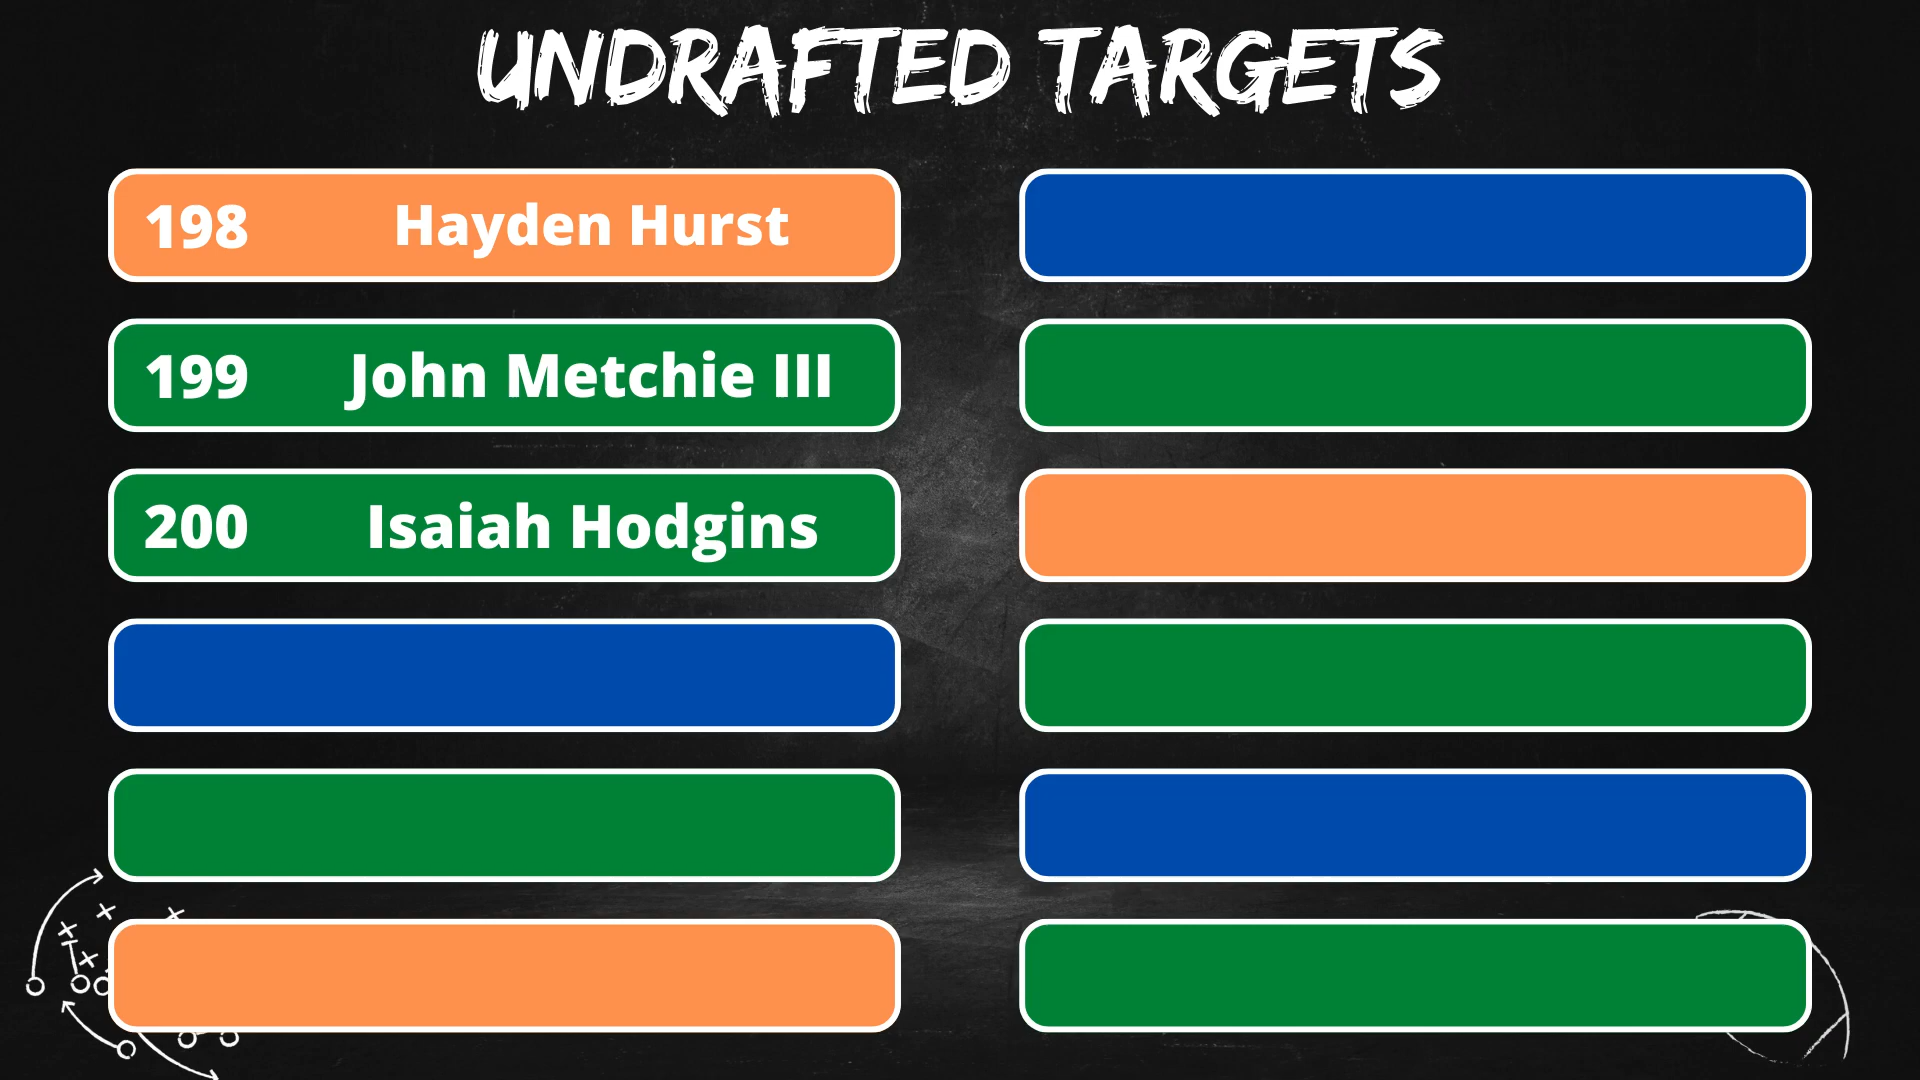 UNDRAFTED TARGETS
198 Hayden Hurst
199 John Metchie III
200 Isaiah Hodgins